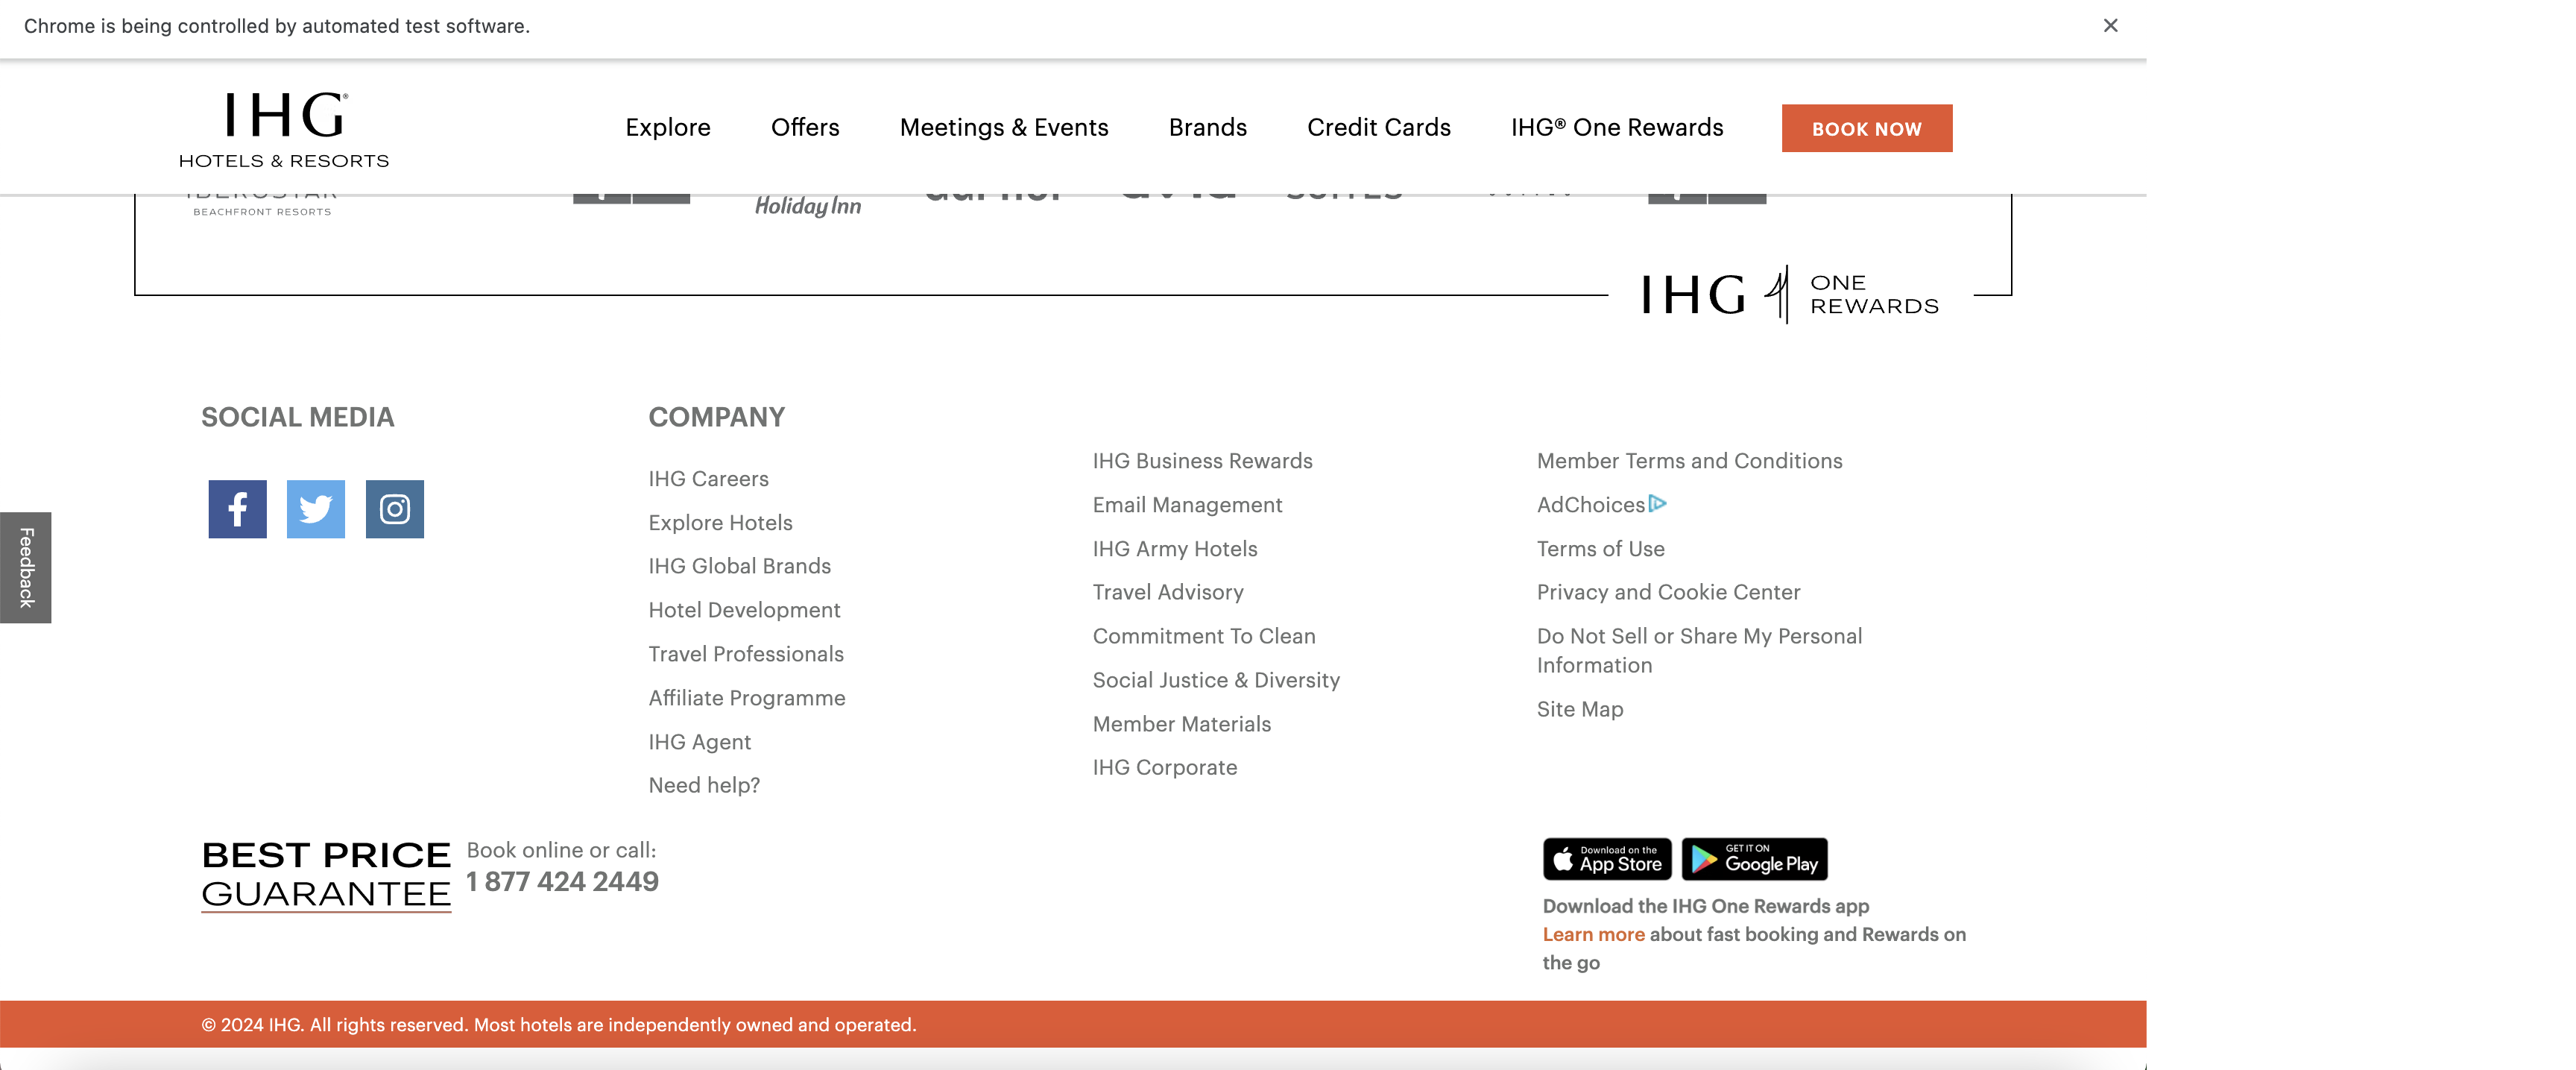 Chrome is being controlled by automated test software.
IHG®
HOTELS & RESORTS
Explore
Offers
Meetings & Events
Brands
Credit Cards
IHG® One Rewards
BOOK NOW
BEACHFRONT RESORTS
Holiday Inn
IHG ONE
REWARDS
SOCIAL MEDIA
Feedback
COMPANY
IHG Careers
Explore Hotels
IHG Global Brands
Hotel Development
Travel Professionals
Affiliate Programme
IHG Agent
Need help?
IHG Business Rewards
Email Management
IHG Army Hotels
Travel Advisory
Commitment To Clean
Social Justice & Diversity
Member Materials
IHG Corporate
Member Terms and Conditions
AdChoices
Terms of Use
Privacy and Cookie Center
Do Not Sell or Share My Personal
Information
Site Map
BEST PRICE
GUARANTEE
Book online or call:
1 877 424 2449
Download on the
App Store
GET IT ON
Google Play
Download the IHG One Rewards app
Learn more about fast booking and Rewards on
the go
© 2024 IHG. All rights reserved. Most hotels are independently owned and operated.